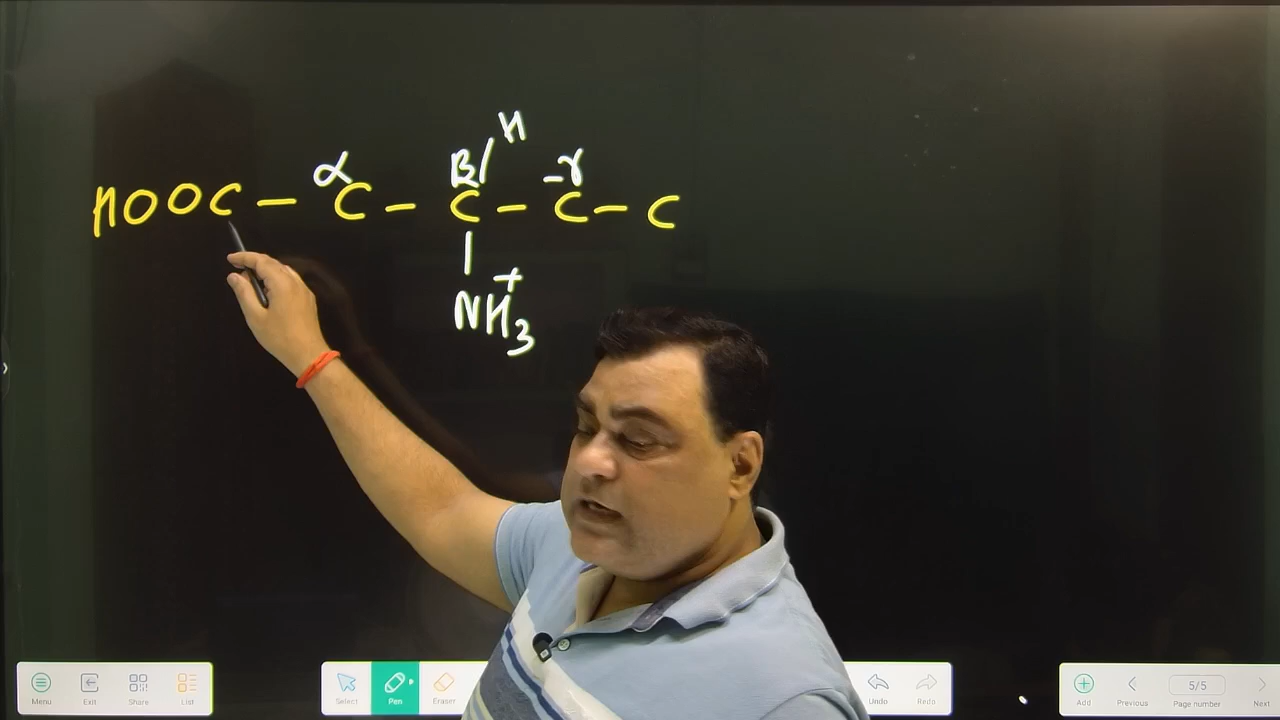 H
α B/ -γ
HOOC — C — C — C — C
|
NH3+
Menu Exit Share List Select Pen Eraser Undo Redo Add Previous 5/5 Page number Next